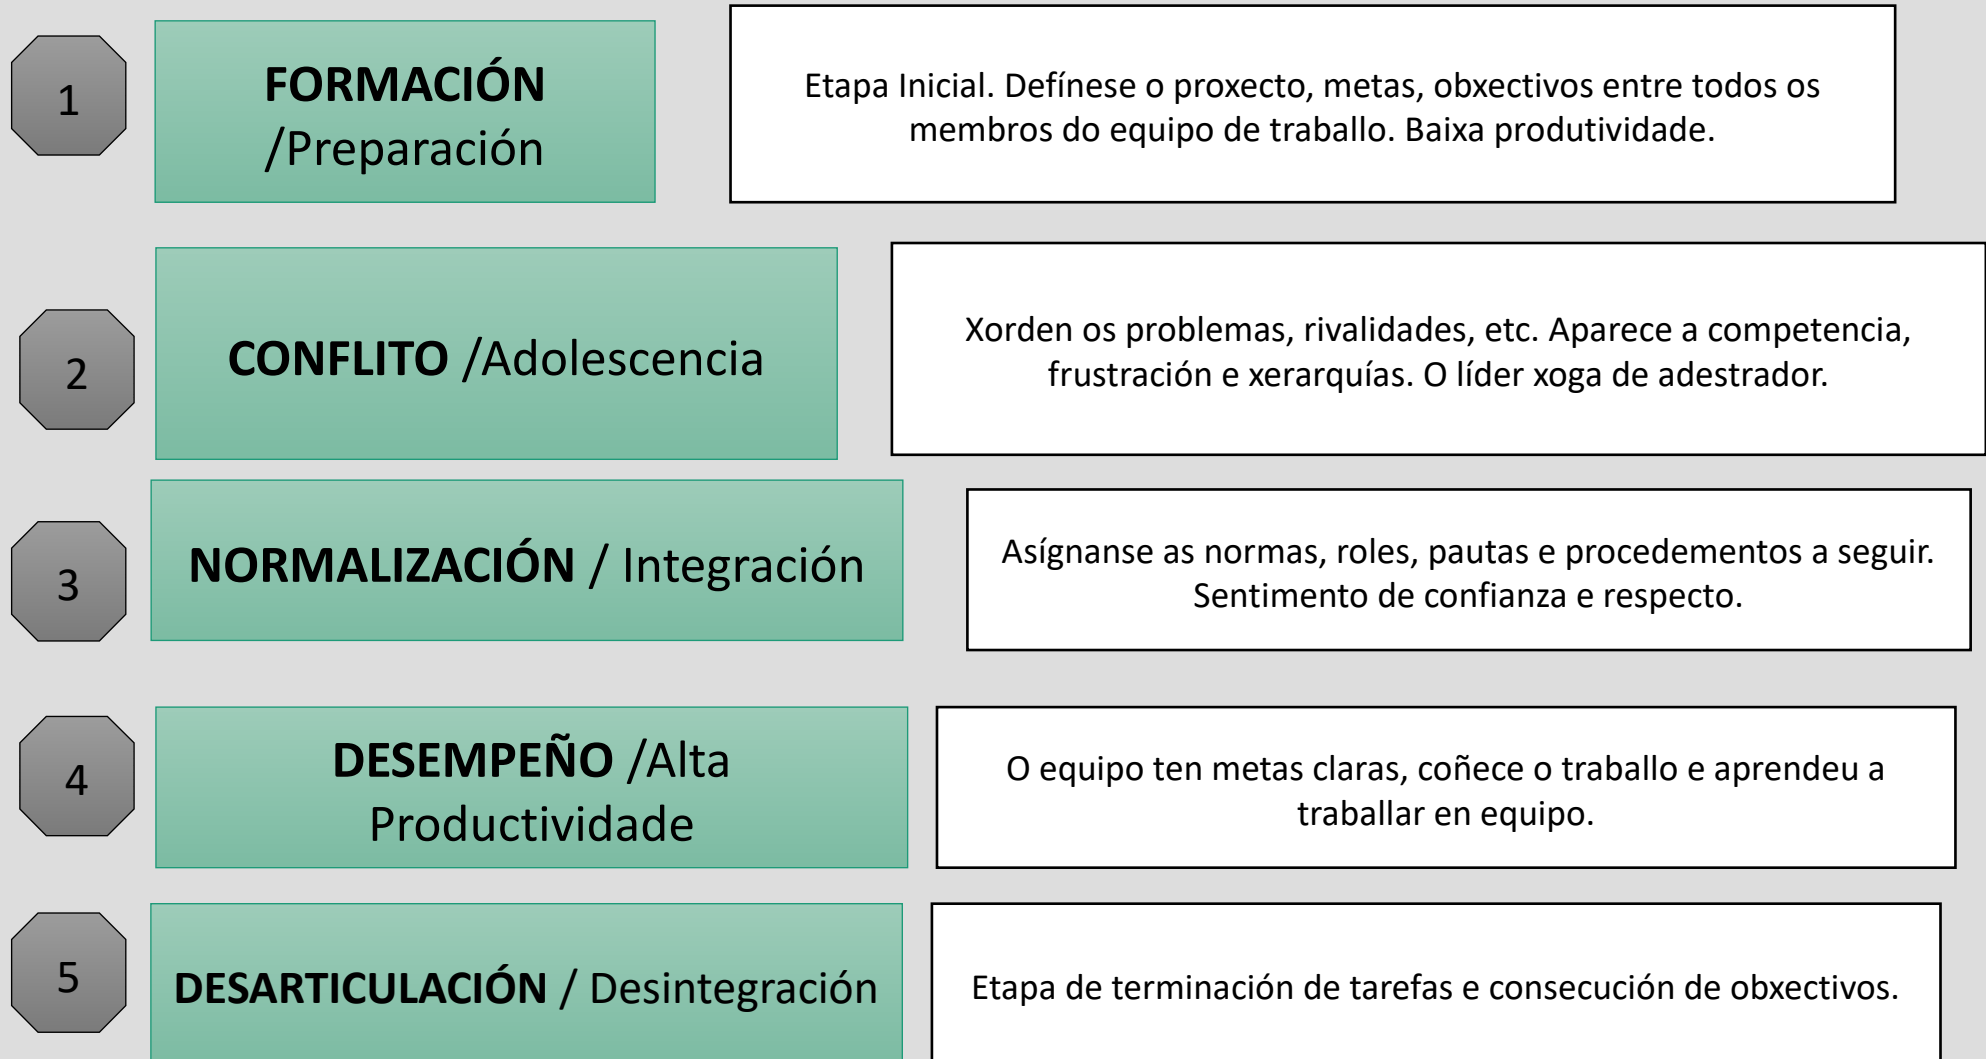 1
FORMACIÓN
/Preparación
Etapa Inicial. Defínese o proxecto, metas, obxectivos entre todos os
membros do equipo de traballo. Baixa produtividade.
2
CONFLITO /Adolescencia
Xorden os problemas, rivalidades, etc. Aparece a competencia,
frustración e xerarquías. O líder xoga de adestrador.
3
NORMALIZACIÓN / Integración
Asígnanse as normas, roles, pautas e procedementos a seguir.
Sentimento de confianza e respecto.
4
DESEMPEÑO /Alta
Productividade
O equipo ten metas claras, coñece o traballo e aprendeu a
traballar en equipo.
5
DESARTICULACIÓN / Desintegración
Etapa de terminación de tarefas e consecución de obxectivos.